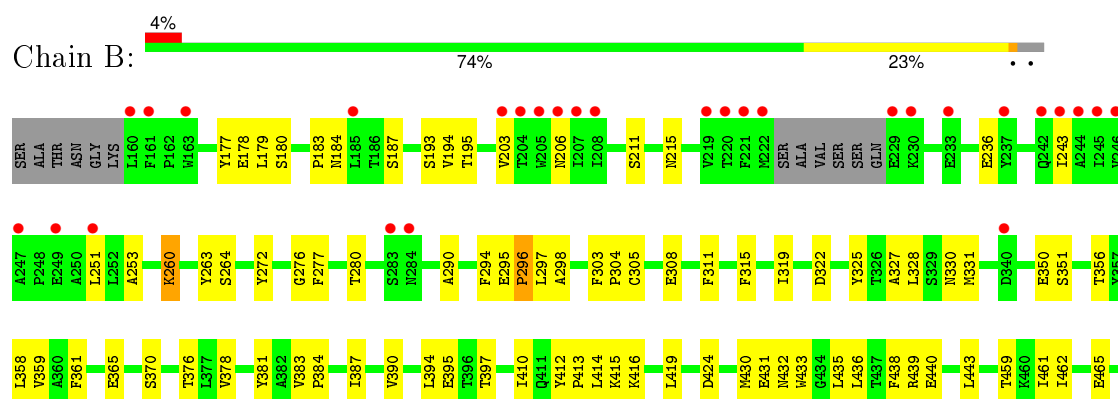 4%
Chain B:
74% 23% • •
SER ALA THR ASN GLY LYS L160 F161 P162 W163 Y177 E178 L179 S180 P183 N184 L185 T186 S187 S193 V194 T195 V203 T204 W205 N206 I207 I208 S211 N215 V219 T220 F221 M222 SER ALA VAL SER SER GLN E229 K230 E233 E236 Y237 Q242 I243 A244 I245
A247 P248 E249 A250 L251 L252 A253 K260 Y263 S264 Y272 G276 F277 T280 S283 N284 A290 F294 E295 P296 L297 A298 F303 P304 C305 E308 F311 F315 I319 D322 Y325 T326 A327 L328 S329 N330 M331 D340 E350 S351 T356 Y357
L358 V359 A360 F361 E365 S370 T376 L377 V378 Y381 A382 V383 P384 I387 V390 L394 E395 T396 T397 I410 Q411 Y412 P413 L414 K415 K416 L419 D424 M430 E431 N432 W433 G434 L435 L436 T437 F438 R439 E440 L443 T459 K460 I461 I462 E465